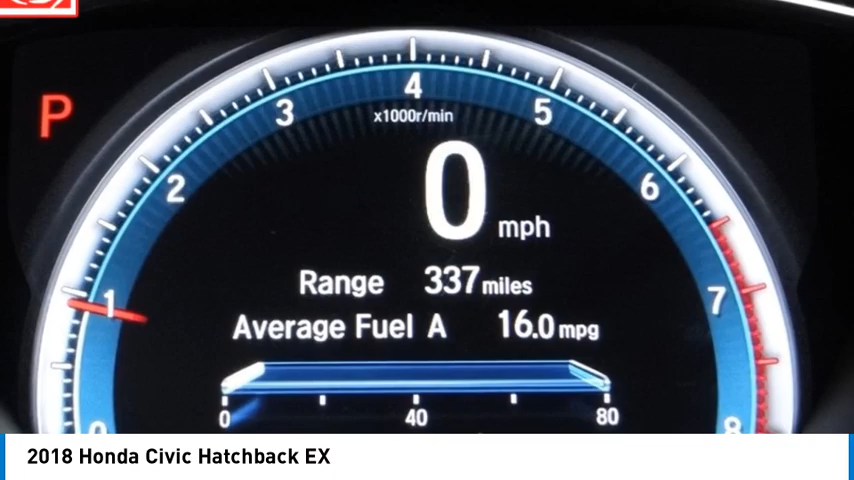 P
4
3
5
x1000r/min
2
6
0 mph
Range 337 miles
1
7
Average Fuel A 16.0 mpg
0 40 80
0
8
2018 Honda Civic Hatchback EX